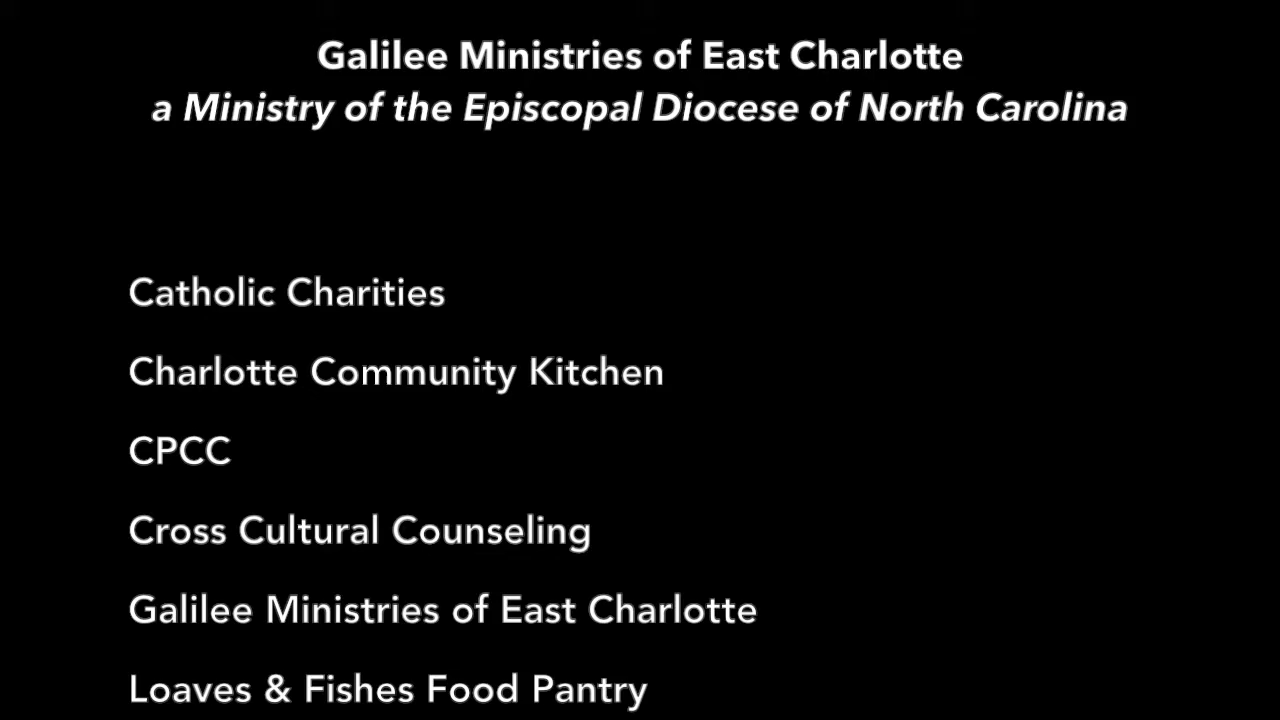 Galilee Ministries of East Charlotte
a Ministry of the Episcopal Diocese of North Carolina
Catholic Charities
Charlotte Community Kitchen
CPCC
Cross Cultural Counseling
Galilee Ministries of East Charlotte
Loaves & Fishes Food Pantry